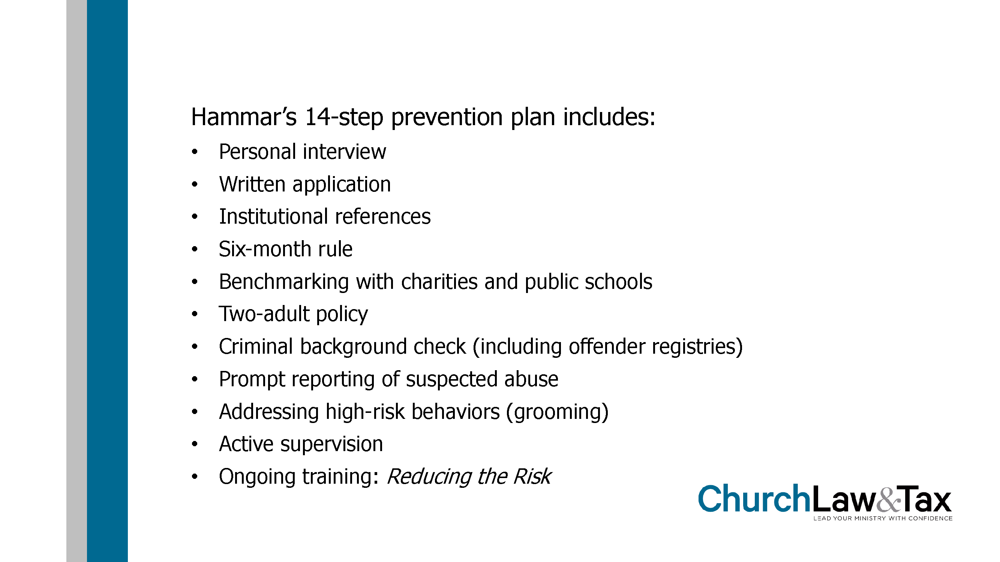 Hammar’s 14-step prevention plan includes:
• Personal interview
• Written application
• Institutional references
• Six-month rule
• Benchmarking with charities and public schools
• Two-adult policy
• Criminal background check (including offender registries)
• Prompt reporting of suspected abuse
• Addressing high-risk behaviors (grooming)
• Active supervision
• Ongoing training: Reducing the Risk
ChurchLaw&Tax
LEAD YOUR MINISTRY WITH CONFIDENCE